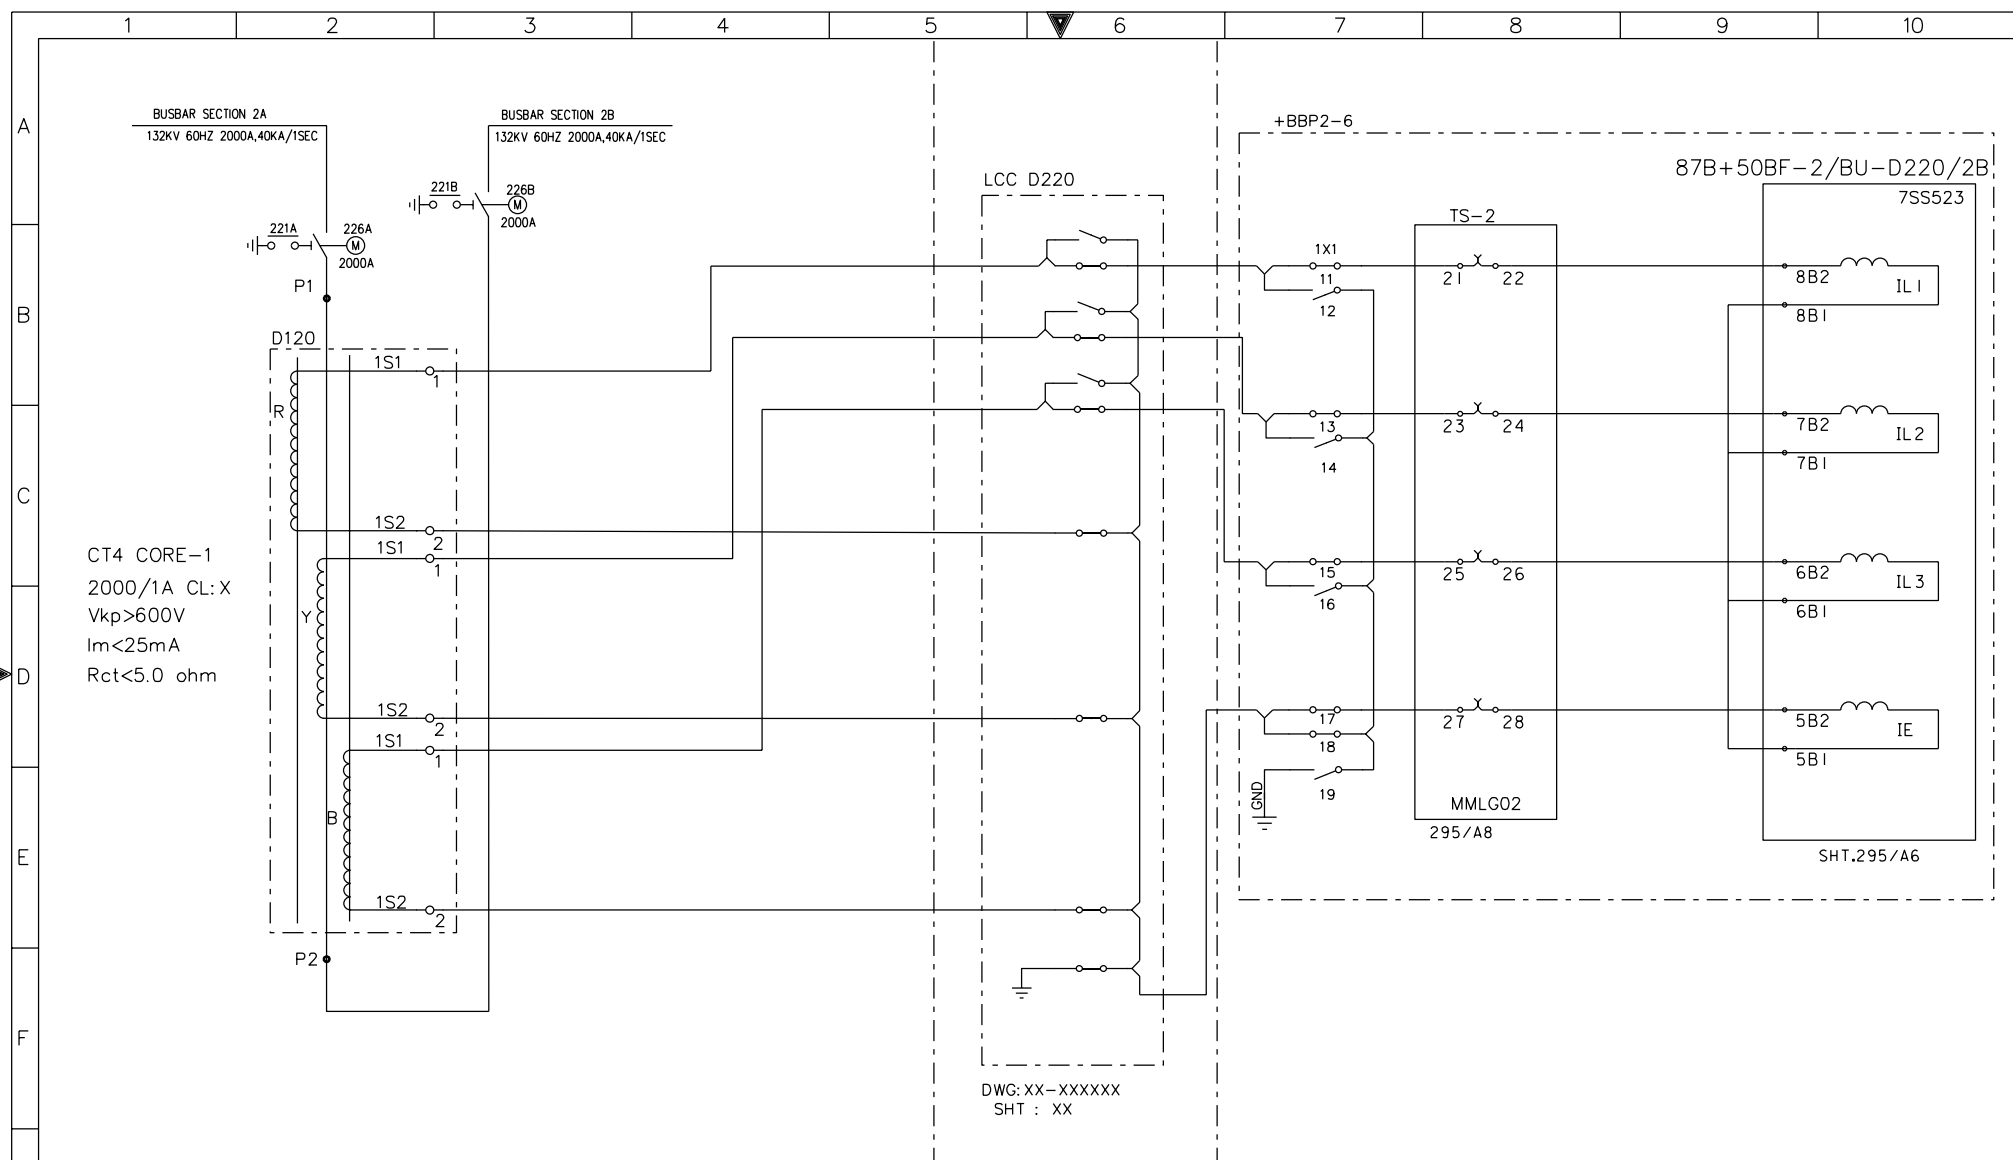 1 2 3 4 5 6 7 8 9 10
A
B
C
D
E
F
BUSBAR SECTION 2A
132KV 60HZ 2000A,40KA/1SEC
BUSBAR SECTION 2B
132KV 60HZ 2000A,40KA/1SEC
221B 226B
M
2000A
221A 226A
M
2000A
P1
D120
1S1
1
R
1S2
2
1S1
1
Y
1S2
2
1S1
1
B
1S2
2
P2
CT4 CORE-1
2000/1A CL:X
Vkp>600V
Im<25mA
Rct<5.0 ohm
LCC D220
DWG:XX-XXXXXX
SHT : XX
+BBP2-6
87B+50BF-2/BU-D220/2B
7SS523
TS-2
1X1
11
12
13
14
15
16
17
18
19
GND
21 22
23 24
25 26
27 28
MMLG02
295/A8
8B2
IL1
8B1
7B2
IL2
7B1
6B2
IL3
6B1
5B2
IE
5B1
SHT.295/A6